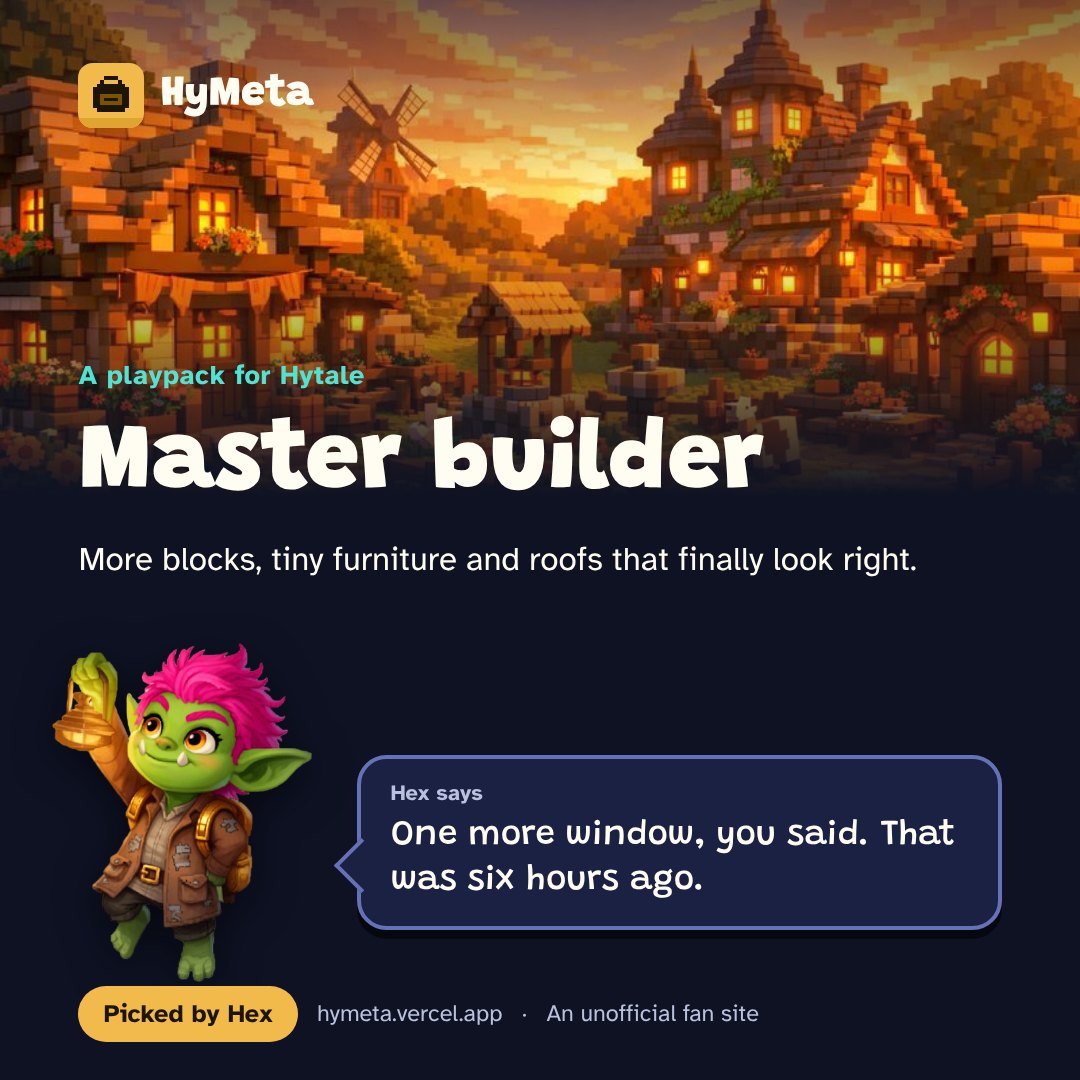 HyMeta
A playpack for Hytale
Master builder
More blocks, tiny furniture and roofs that finally look right.
Hex says
One more window, you said. That
was six hours ago.
Picked by Hex
hymeta.vercel.app · An unofficial fan site